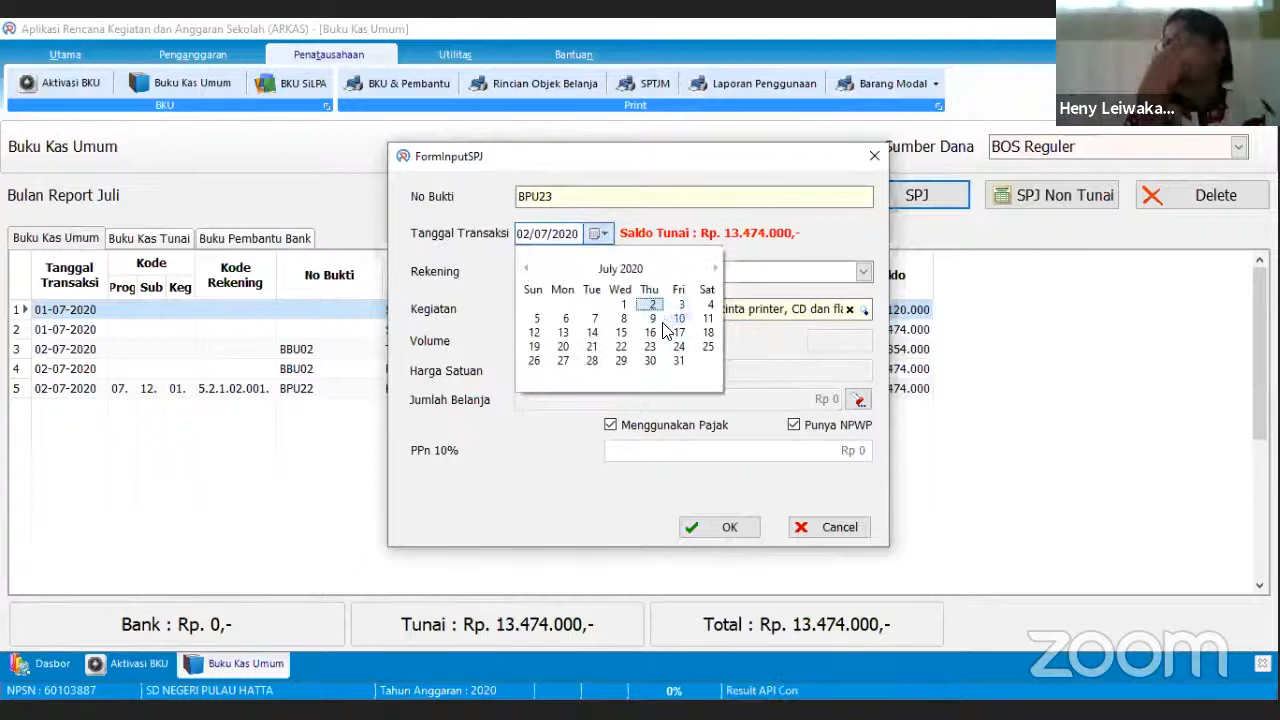 Aplikasi Rencana Kegiatan dan Anggaran Sekolah (ARKAS) - [Buku Kas Umum]
Utama Penganggaran Penatausahaan Utilitas Bantuan
Aktivasi BKU Buku Kas Umum BKU SiLPA BKU & Pembantu Rincian Objek Belanja SPTJM Laporan Penggunaan Barang Modal
BKU Print
Heny Leiwaka...
Buku Kas Umum
Sumber Dana BOS Reguler
Bulan Report Juli
SPJ SPJ Non Tunai Delete
Buku Kas Umum Buku Kas Tunai Buku Pembantu Bank
Tanggal Transaksi Kode Prog Sub Keg Kode Rekening No Bukti
1 01-07-2020 120.000
2 01-07-2020 474.000
3 02-07-2020 BBU02 354.000
4 02-07-2020 BBU02 474.000
5 02-07-2020 07. 12. 01. 5.2.1.02.001. BPU22 474.000
FormInputSPJ
No Bukti BPU23
Tanggal Transaksi 02/07/2020 Saldo Tunai : Rp. 13.474.000,-
Rekening
Kegiatan tinta printer, CD dan fla
Volume
Harga Satuan
Jumlah Belanja Rp 0
July 2020
Sun Mon Tue Wed Thu Fri Sat
1 2 3 4
5 6 7 8 9 10 11
12 13 14 15 16 17 18
19 20 21 22 23 24 25
26 27 28 29 30 31
Menggunakan Pajak Punya NPWP
PPn 10% Rp 0
OK Cancel
Bank : Rp. 0,- Tunai : Rp. 13.474.000,- Total : Rp. 13.474.000,-
zoom
Dasbor Aktivasi BKU Buku Kas Umum
NPSN : 60103887 SD NEGERI PULAU HATTA Tahun Anggaran : 2020 0% Result API Con